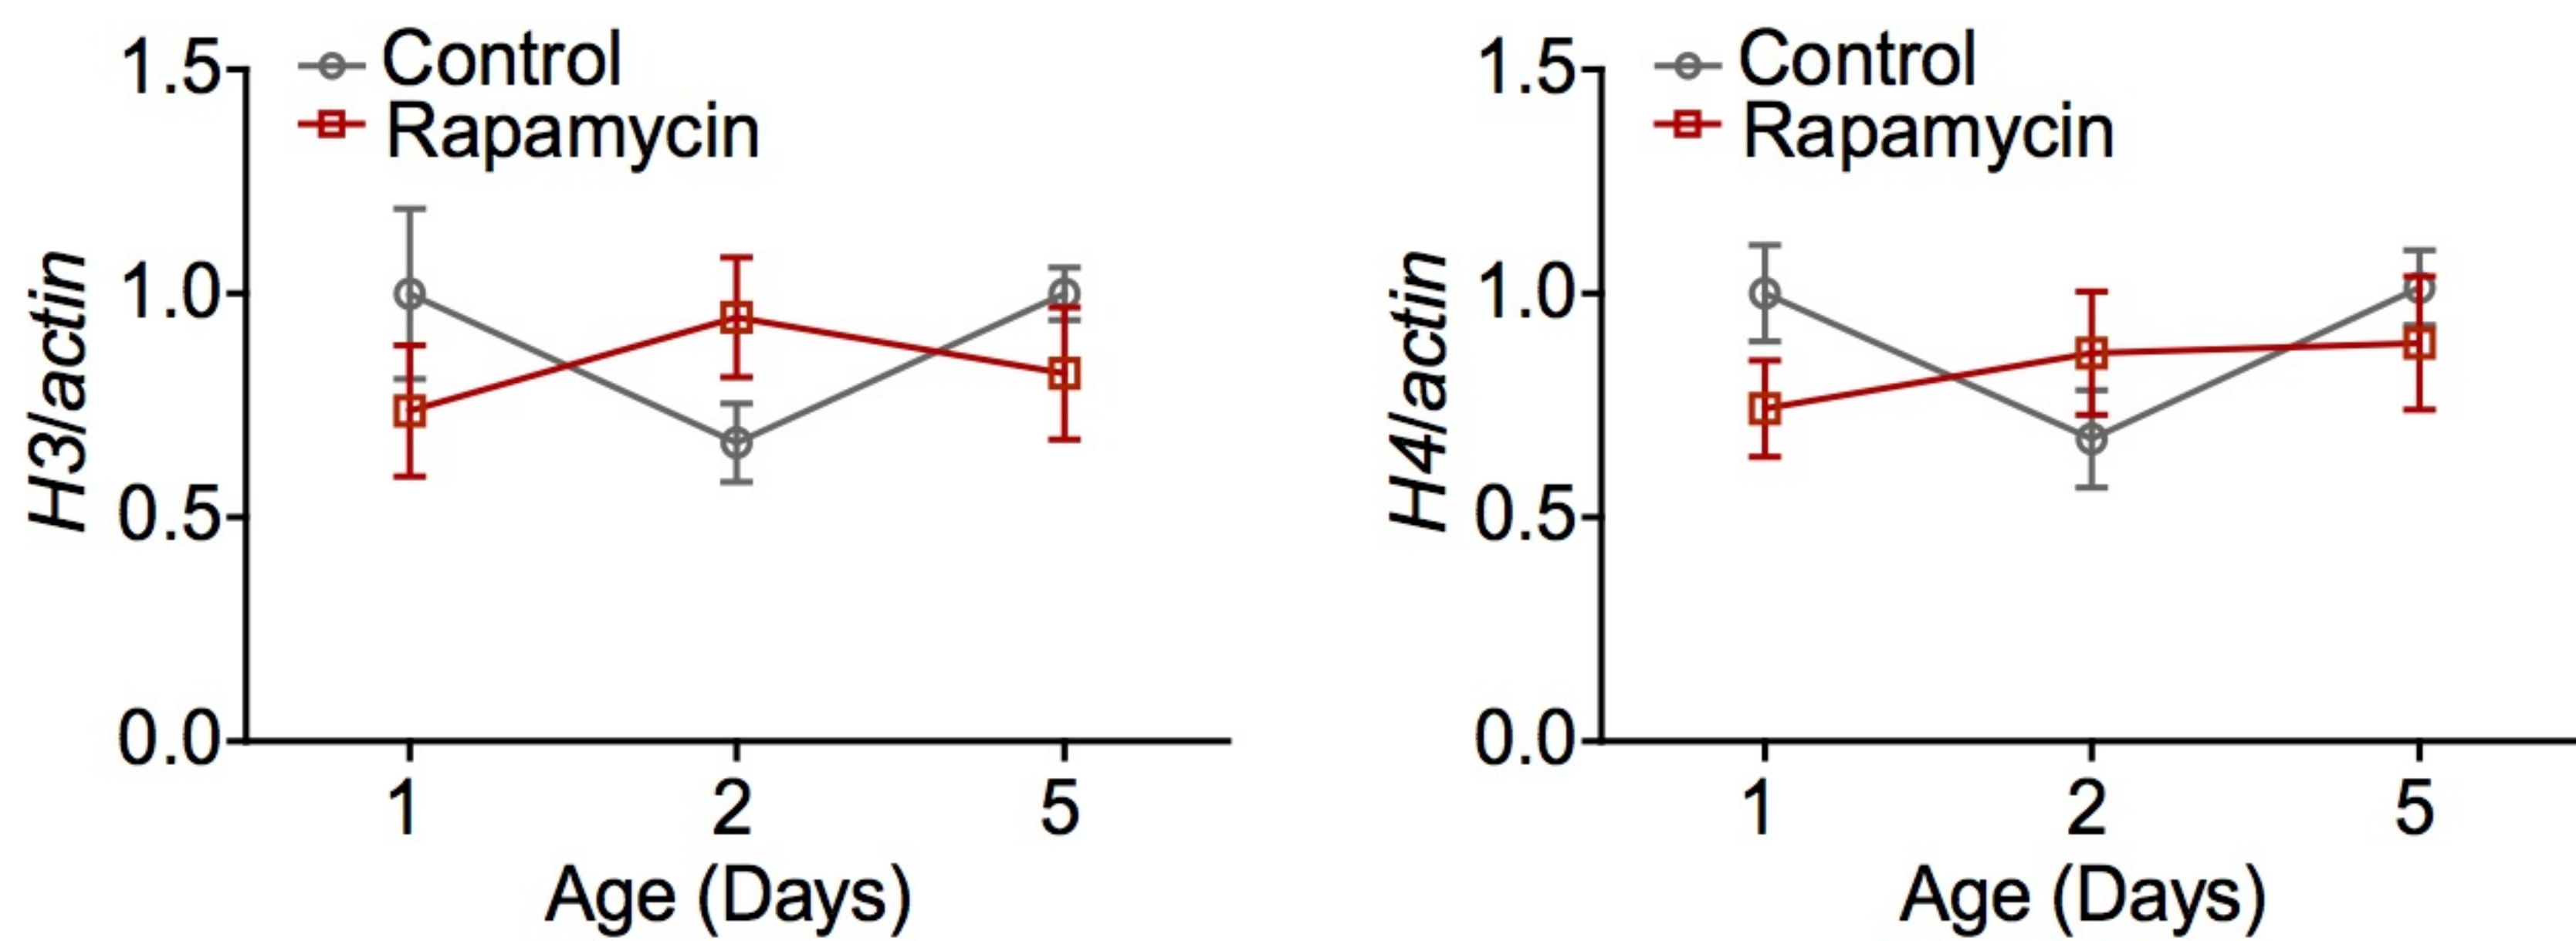 1.5
Control
Rapamycin
1.0
0.5
0.0
H3/actin
1 2 5
Age (Days)
1.5
Control
Rapamycin
1.0
0.5
0.0
H4/actin
1 2 5
Age (Days)